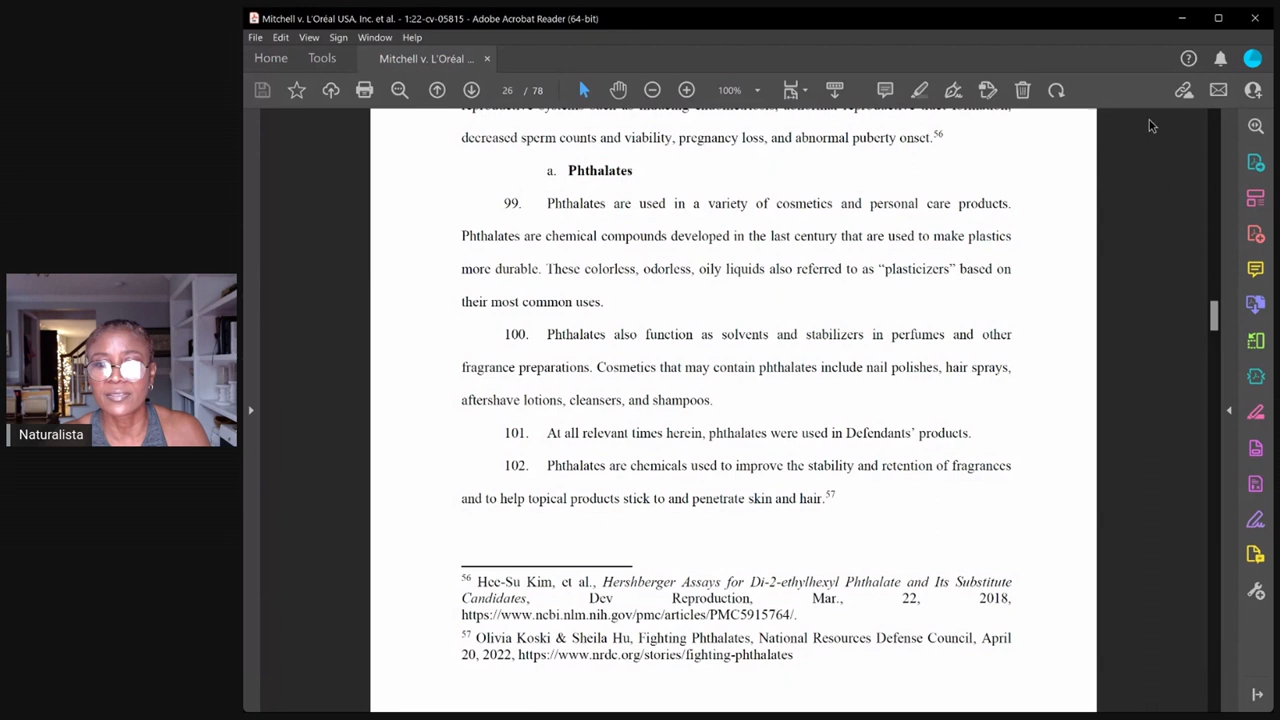 Mitchell v. L'Oréal USA, Inc. et al. - 1:22-cv-05815 - Adobe Acrobat Reader (64-bit)
File Edit View Sign Window Help
Home Tools Mitchell v. L'Oréal ... ×
26 / 78 100%
reproductive systems such as inducing endometriosis, abnormal reproductive duct formation,
decreased sperm counts and viability, pregnancy loss, and abnormal puberty onset.56
a. Phthalates
99. Phthalates are used in a variety of cosmetics and personal care products.
Phthalates are chemical compounds developed in the last century that are used to make plastics
more durable. These colorless, odorless, oily liquids also referred to as “plasticizers” based on
their most common uses.
100. Phthalates also function as solvents and stabilizers in perfumes and other
fragrance preparations. Cosmetics that may contain phthalates include nail polishes, hair sprays,
aftershave lotions, cleansers, and shampoos.
101. At all relevant times herein, phthalates were used in Defendants’ products.
102. Phthalates are chemicals used to improve the stability and retention of fragrances
and to help topical products stick to and penetrate skin and hair.57
56 Hee-Su Kim, et al., Hershberger Assays for Di-2-ethylhexyl Phthalate and Its Substitute
Candidates, Dev Reproduction, Mar., 22, 2018,
https://www.ncbi.nlm.nih.gov/pmc/articles/PMC5915764/.
57 Olivia Koski & Sheila Hu, Fighting Phthalates, National Resources Defense Council, April
20, 2022, https://www.nrdc.org/stories/fighting-phthalates
Naturalista